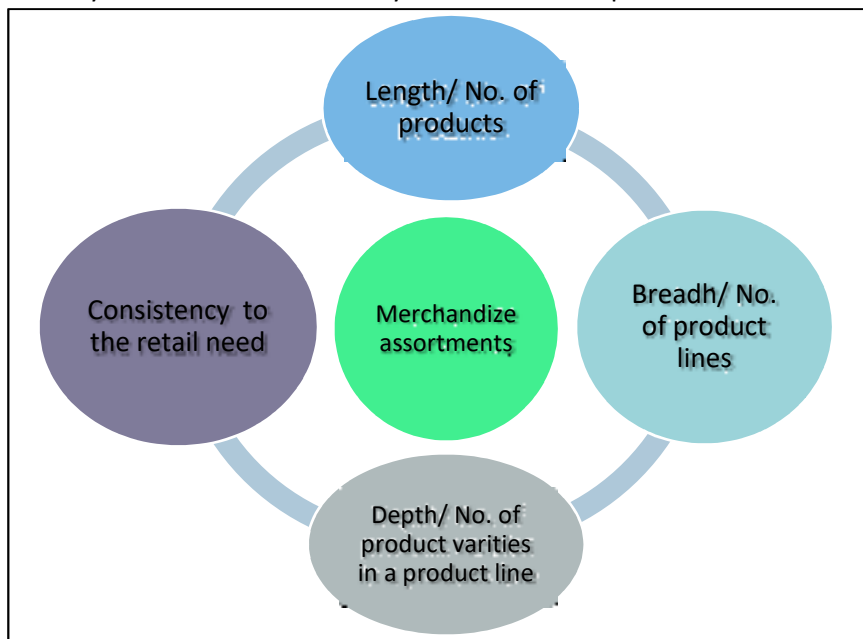 Length/ No. of
products
Breadh/ No.
of product
lines
Depth/ No. of
product varities
in a product line
Consistency to
the retail need
Merchandize
assortments